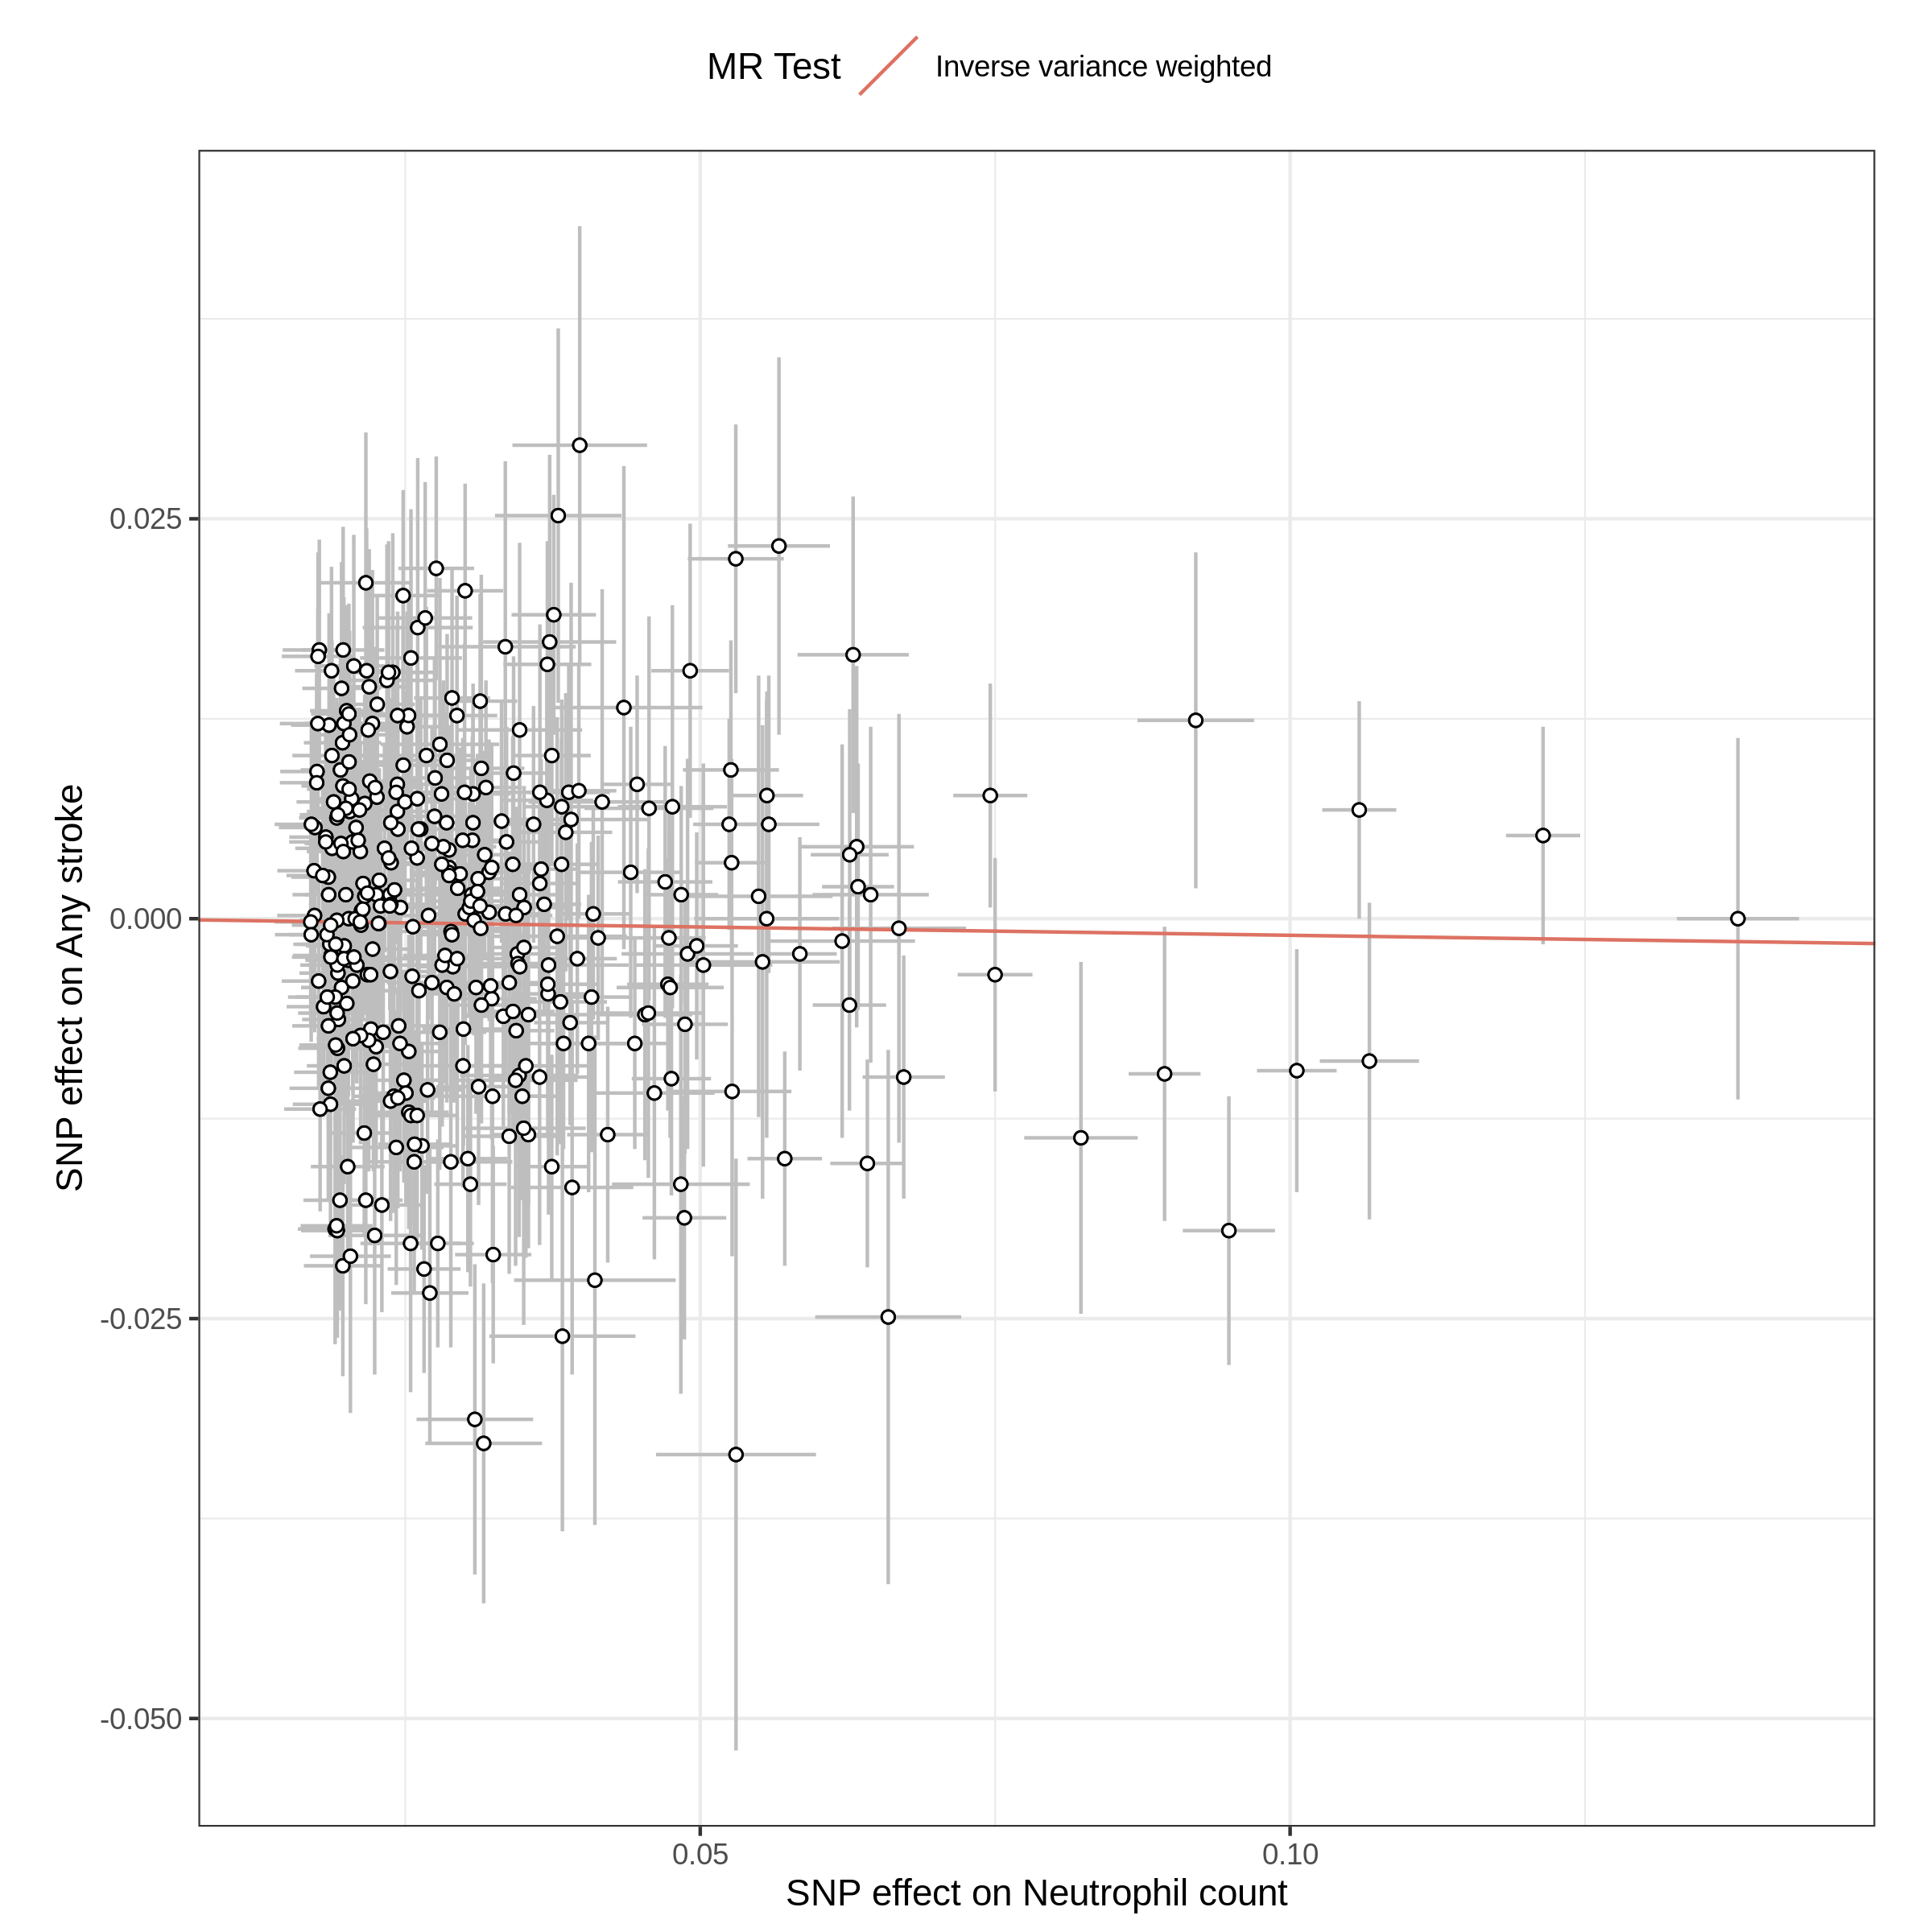 MR Test
Inverse variance weighted
SNP effect on Any stroke
0.025
0.000
-0.025
-0.050
0.05
0.10
SNP effect on Neutrophil count